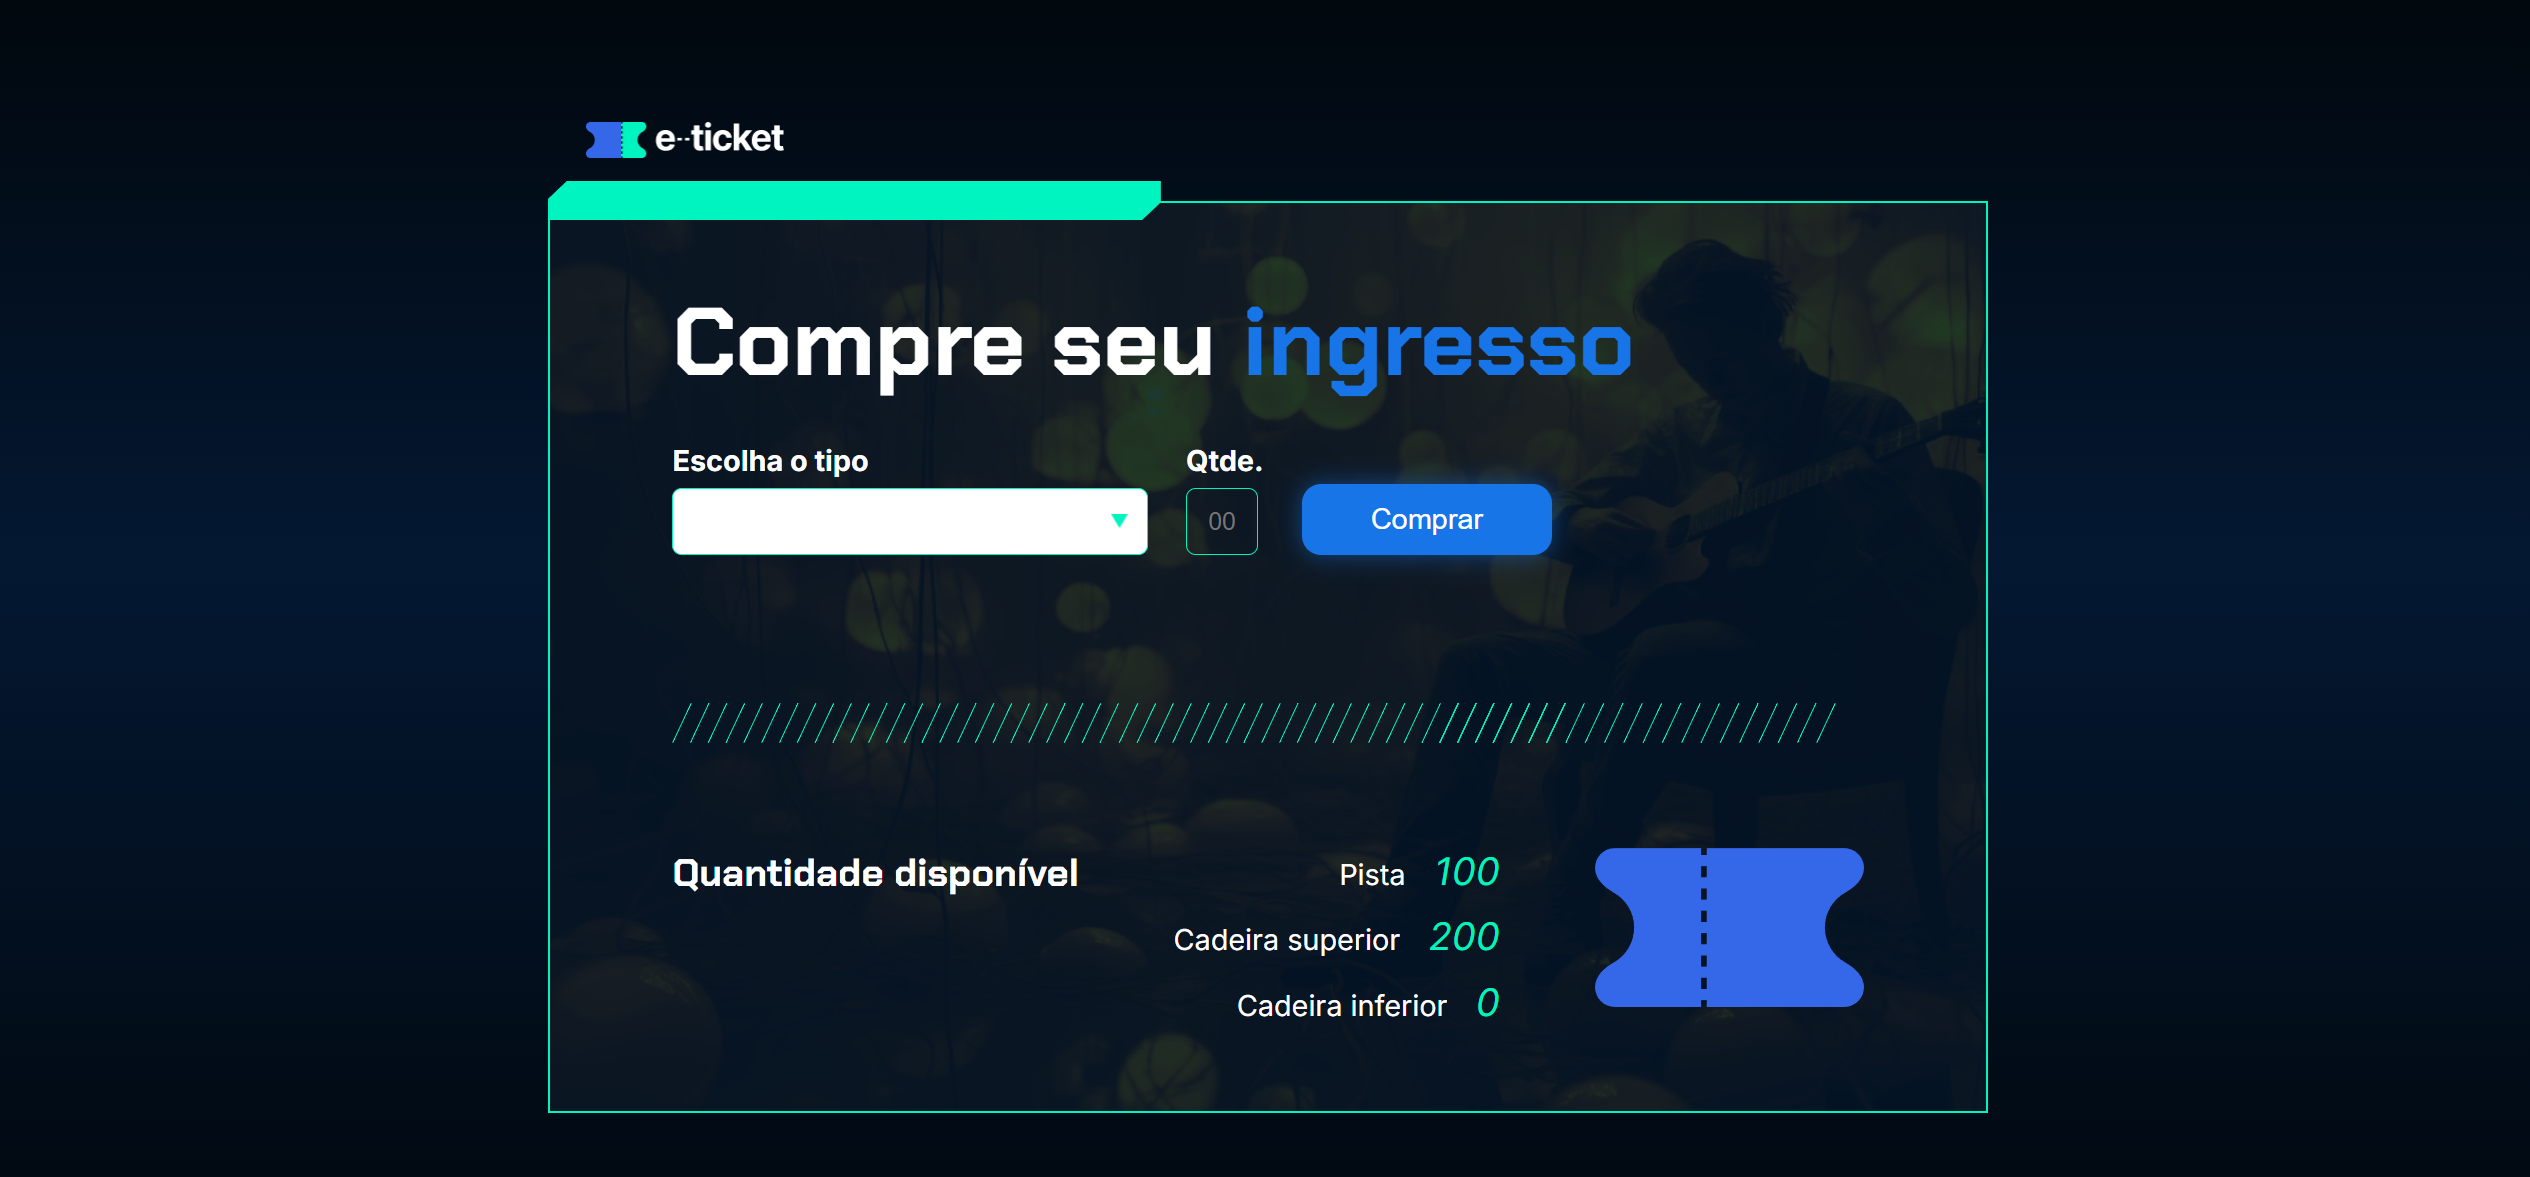 e--ticket
Compre seu ingresso
Escolha o tipo
Qtde.
00
Comprar
Quantidade disponível
Pista 100
Cadeira superior 200
Cadeira inferior 0